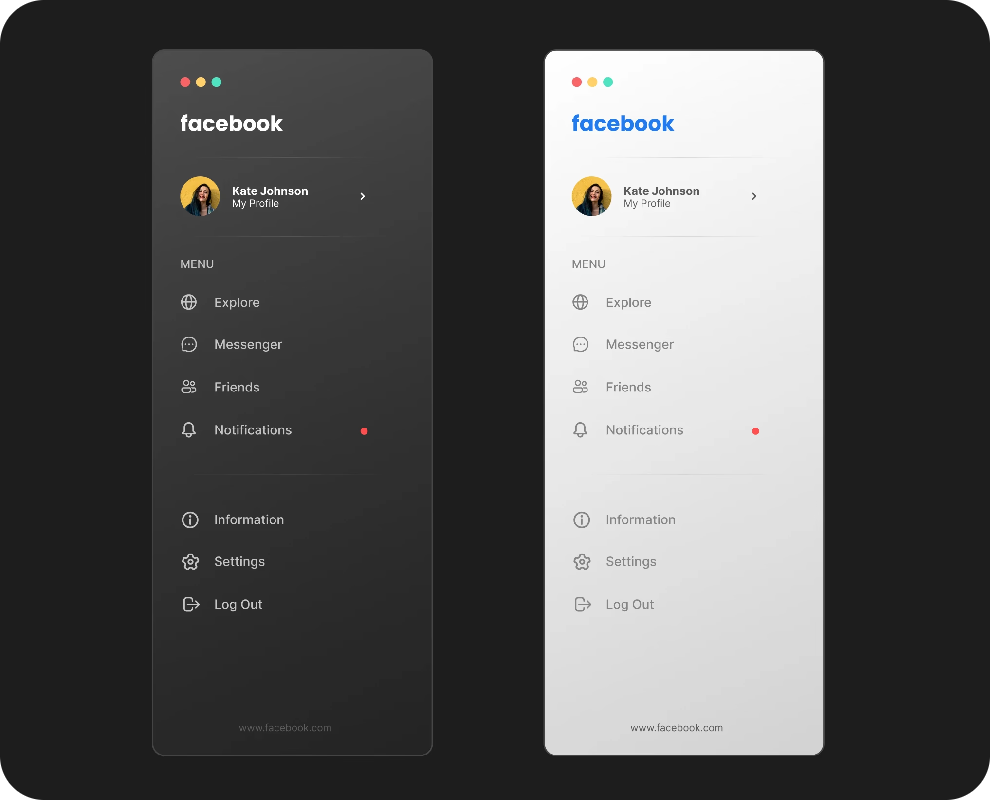 facebook
Kate Johnson
My Profile
MENU
Explore
Messenger
Friends
Notifications
Information
Settings
Log Out
www.facebook.com
facebook
Kate Johnson
My Profile
MENU
Explore
Messenger
Friends
Notifications
Information
Settings
Log Out
www.facebook.com